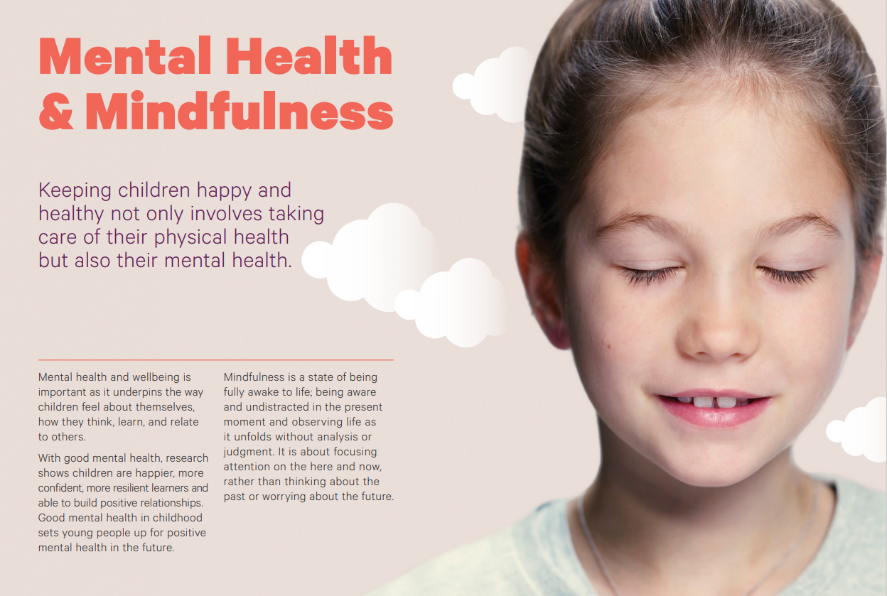 Mental Health
& Mindfulness
Keeping children happy and
healthy not only involves taking
care of their physical health
but also their mental health.
Mental health and wellbeing is
important as it underpins the way
children feel about themselves,
how they think, learn, and relate
to others.
With good mental health, research
shows children are happier, more
confident, more resilient learners and
able to build positive relationships.
Good mental health in childhood
sets young people up for positive
mental health in the future.
Mindfulness is a state of being
fully awake to life; being aware
and undistracted in the present
moment and observing life as
it unfolds without analysis or
judgment. It is about focusing
attention on the here and now,
rather than thinking about the
past or worrying about the future.